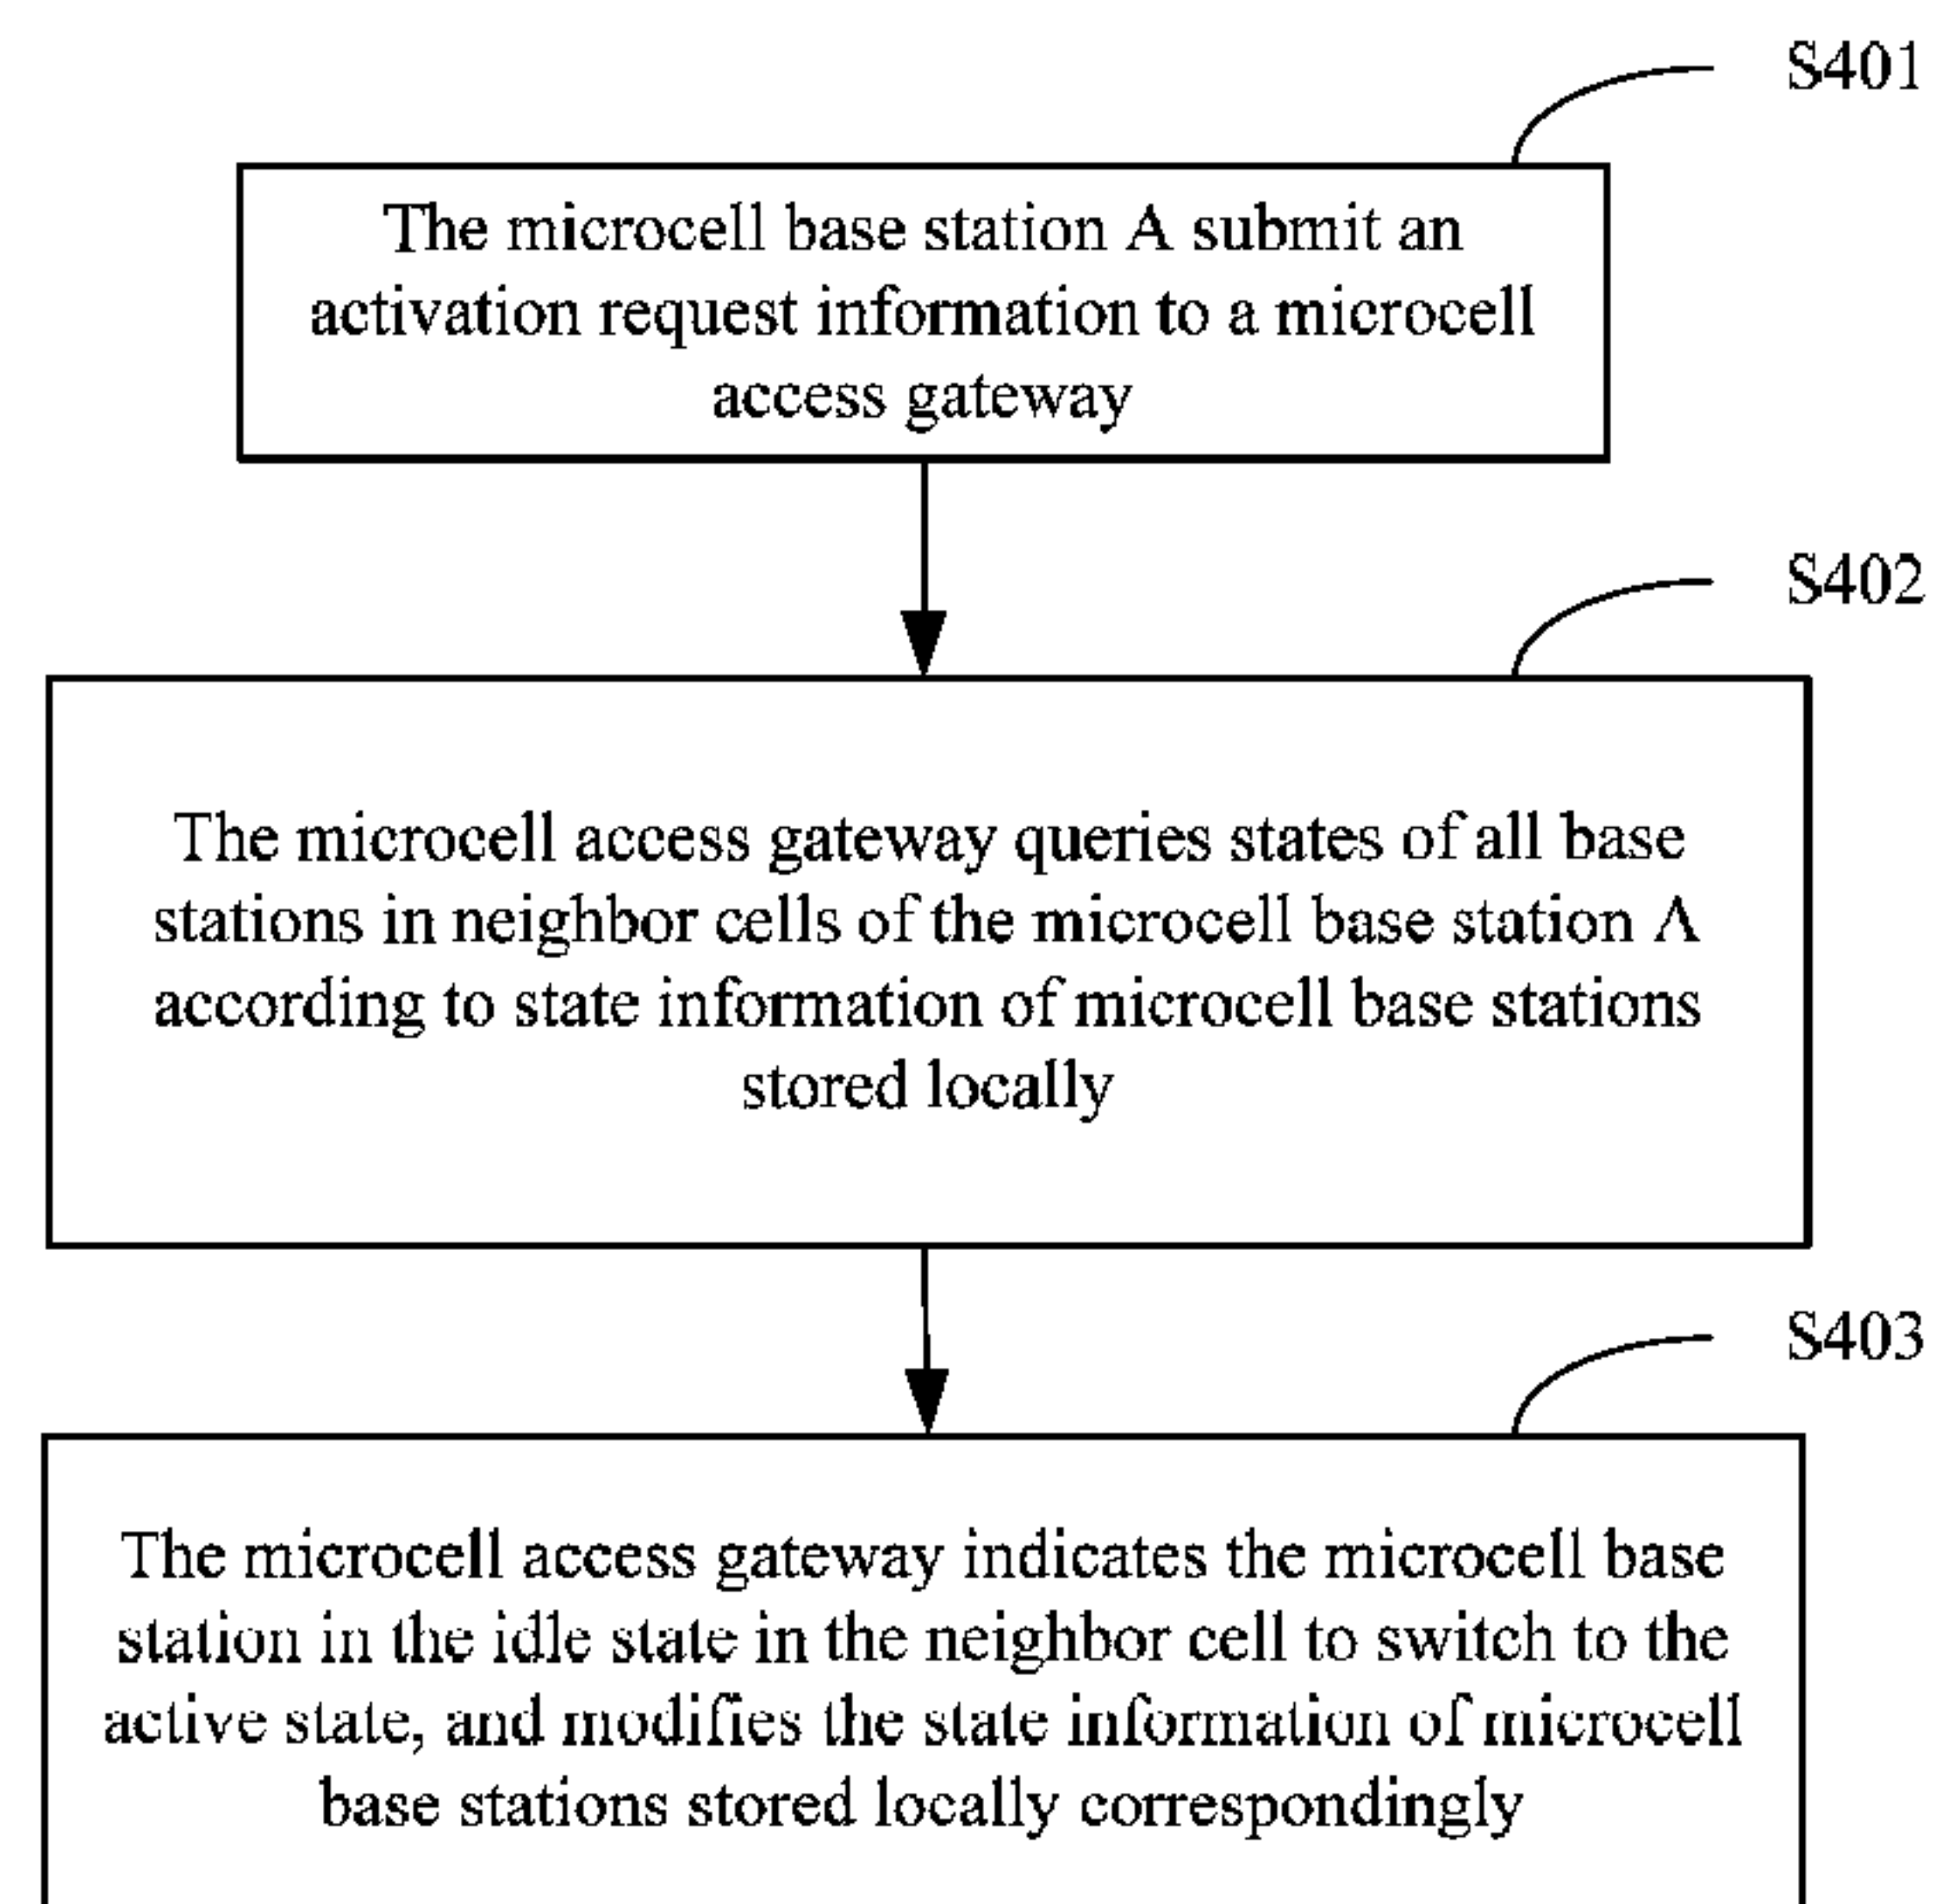 S401
The microcell base station A submit an
activation request information to a microcell
access gateway
S402
The microcell access gateway queries states of all base
stations in neighbor cells of the microcell base station A
according to state information of microcell base stations
stored locally
S403
The microcell access gateway indicates the microcell base
station in the idle state in the neighbor cell to switch to the
active state, and modifies the state information of microcell
base stations stored locally correspondingly